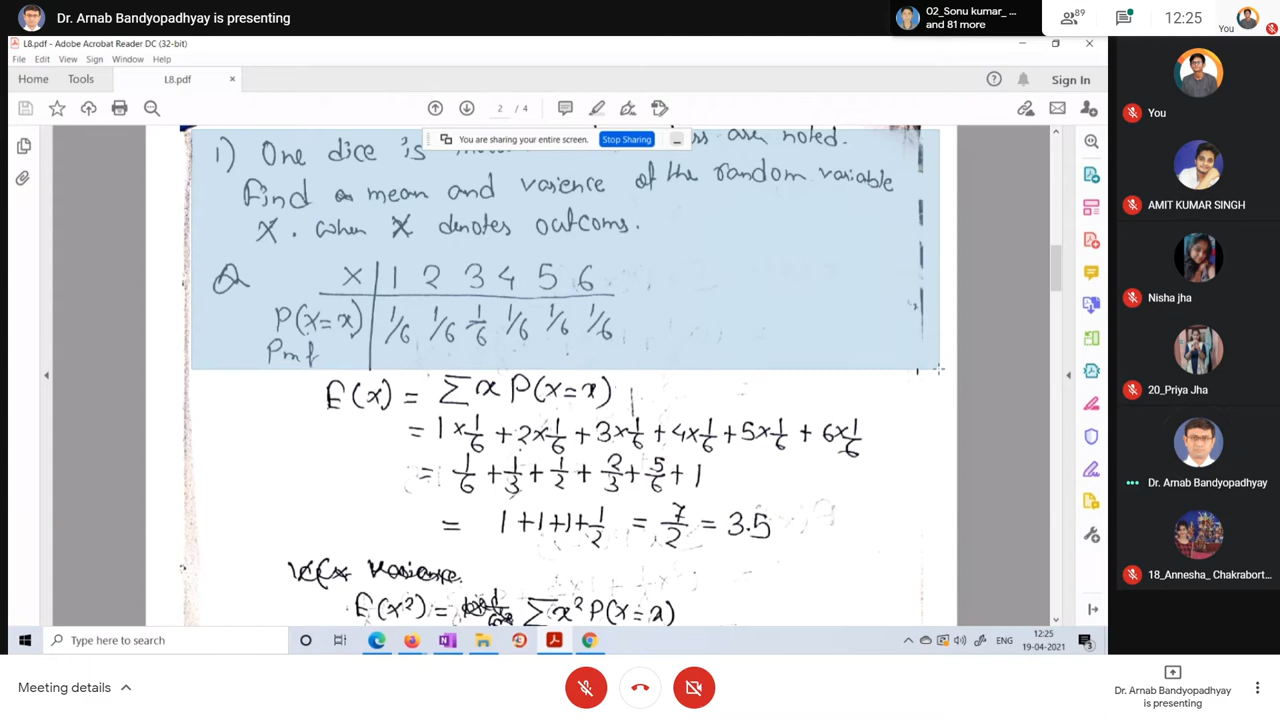 Dr. Arnab Bandyopadhyay is presenting
02_Sonu kumar_ ...
and 81 more
89
12:25
You
L8.pdf - Adobe Acrobat Reader DC (32-bit)
File Edit View Sign Window Help
Home Tools L8.pdf × Sign In
2 / 4
You are sharing your entire screen. Stop Sharing
1) One dice is are noted.
Find mean and varience of the random variable
X. when X denotes outcoms.
X 1 2 3 4 5 6
P(X=x) 1/6 1/6 1/6 1/6 1/6 1/6
Pmf
E(x) = ∑x P(X=x)
= 1×1/6 + 2×1/6 + 3×1/6 + 4×1/6 + 5×1/6 + 6×1/6
= 1/6 + 1/3 + 1/2 + 2/3 + 5/6 + 1
= 1+1+1+1/2 = 7/2 = 3.5
Varience
E(x²) = ∑x² P(X=x)
You
AMIT KUMAR SINGH
Nisha jha
20_Priya Jha
Dr. Arnab Bandyopadhyay
18_Annesha_ Chakrabort...
Type here to search
ENG
12:25
19-04-2021
3
Meeting details
Dr. Arnab Bandyopadhyay
is presenting